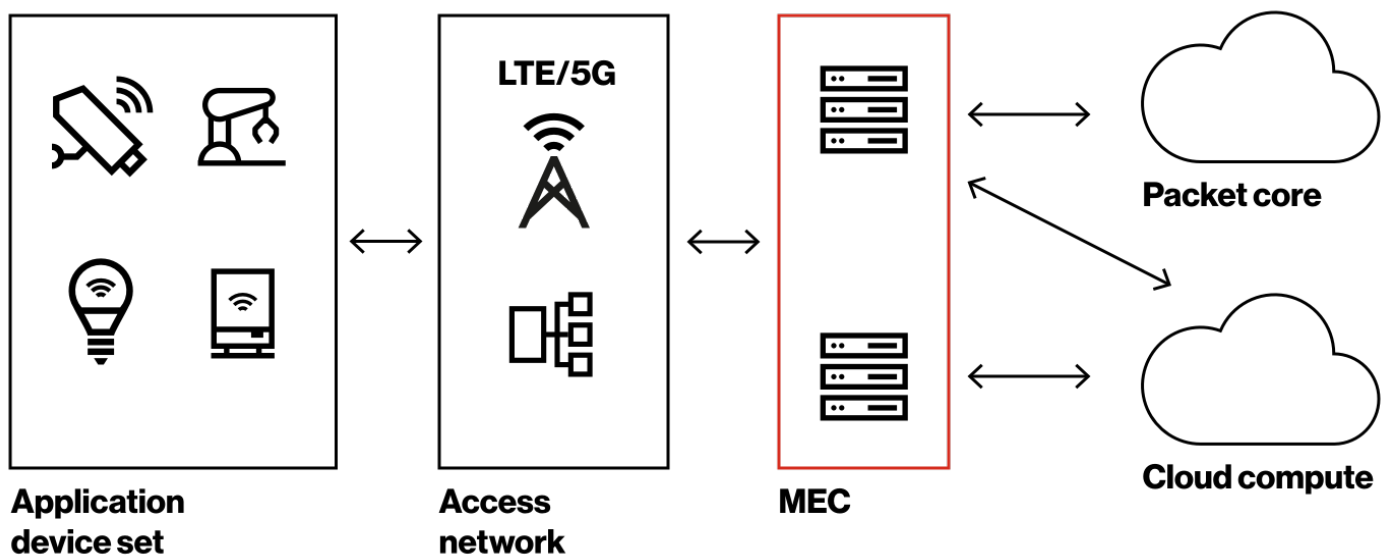 LTE/5G
Packet core
Cloud compute
Application
device set
Access
network
MEC